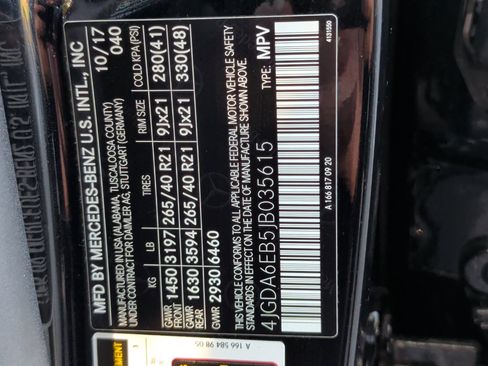 MFD BY MERCEDES-BENZ U.S. INTL., INC
MANUFACTURED IN USA (ALABAMA, TUSCALOOSA COUNTY)
UNDER CONTRACT FOR DAIMLER AG, STUTTGART (GERMANY)
10/17
040
KG LB TIRES RIM SIZE COLD KPA(PSI)
GAWR FRONT 1450 3197 265/40 R21 9Jx21 280(41)
GAWR REAR 1630 3594 265/40 R21 9Jx21 330(48)
GVWR 2930 6460
THIS VEHICLE CONFORMS TO ALL APPLICABLE FEDERAL MOTOR VEHICLE SAFETY
STANDARDS IN EFFECT ON THE DATE OF MANUFACTURE SHOWN ABOVE
4JGDA6EB5JB035615 TYPE: MPV
A 166 817 09 20
4131550
A 166 584 98 05